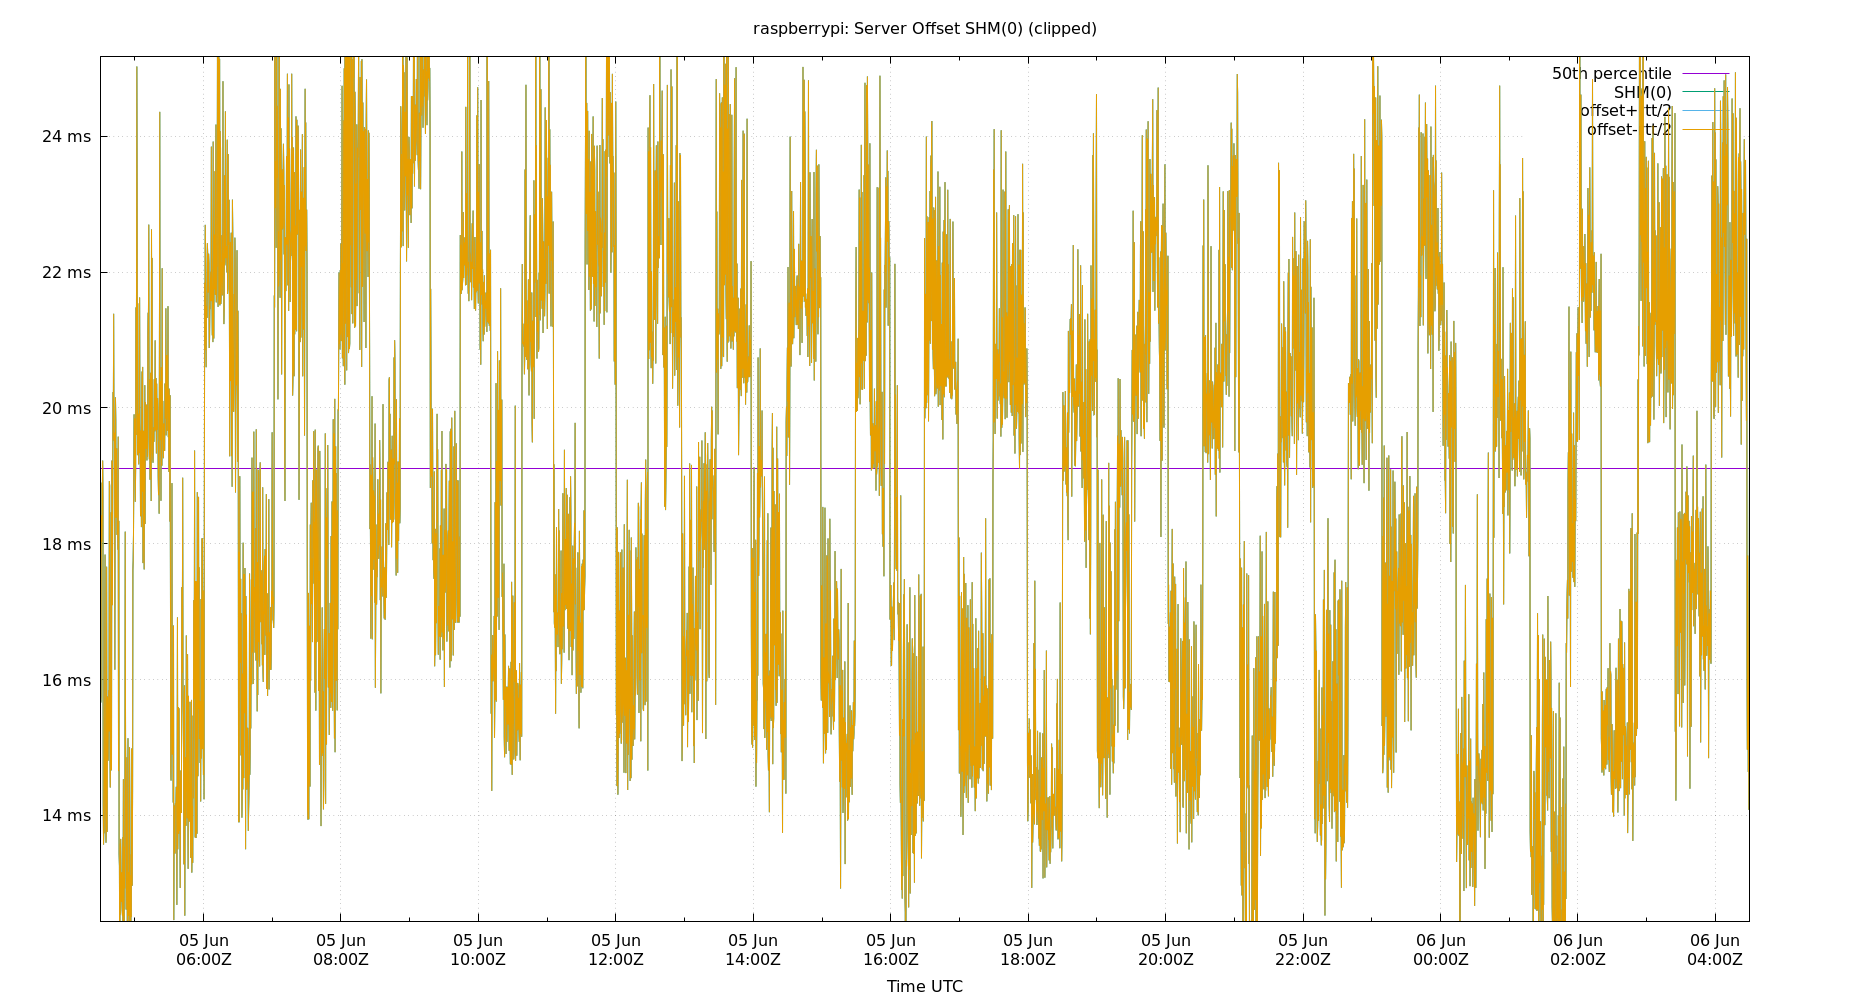 raspberrypi: Server Offset SHM(0) (clipped)
50th percentile
SHM(0)
offset+rtt/2
offset-rtt/2
24 ms
22 ms
20 ms
18 ms
16 ms
14 ms
05 Jun 05 Jun 05 Jun 05 Jun 05 Jun 05 Jun 05 Jun 05 Jun 05 Jun 06 Jun 06 Jun 06 Jun
06:00Z 08:00Z 10:00Z 12:00Z 14:00Z 16:00Z 18:00Z 20:00Z 22:00Z 00:00Z 02:00Z 04:00Z
Time UTC